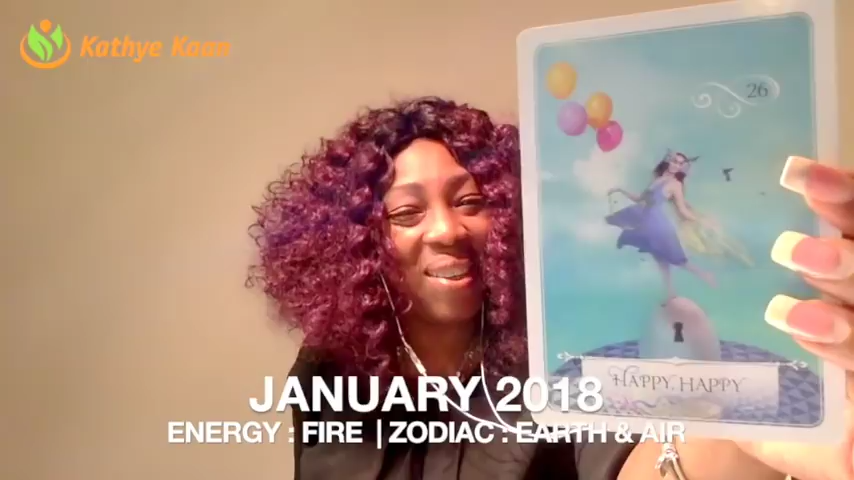 Kathye Kaan
26
HAPPY, HAPPY
JANUARY 2018
ENERGY : FIRE | ZODIAC : EARTH & AIR